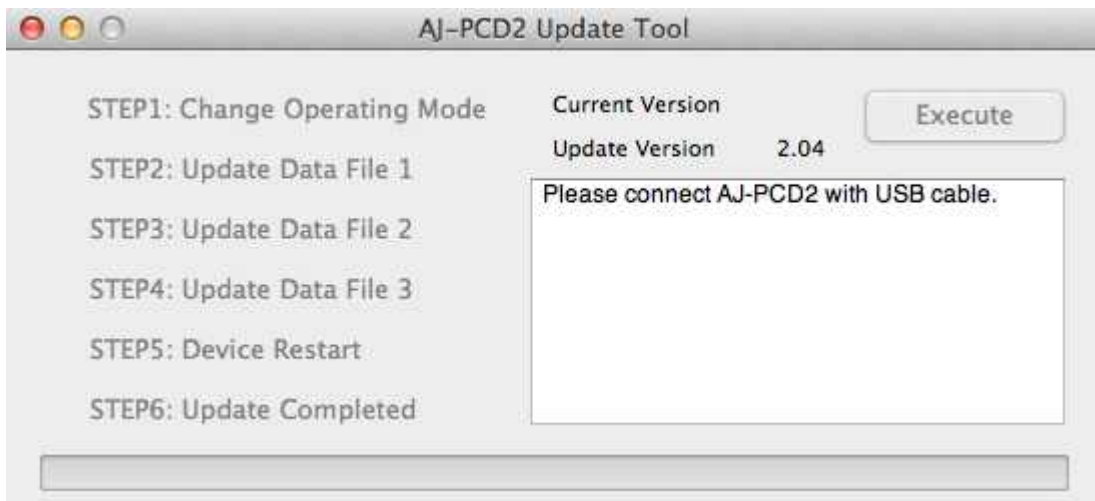 AJ-PCD2 Update Tool
STEP1: Change Operating Mode
STEP2: Update Data File 1
STEP3: Update Data File 2
STEP4: Update Data File 3
STEP5: Device Restart
STEP6: Update Completed
Current Version
Update Version 2.04
Execute
Please connect AJ-PCD2 with USB cable.